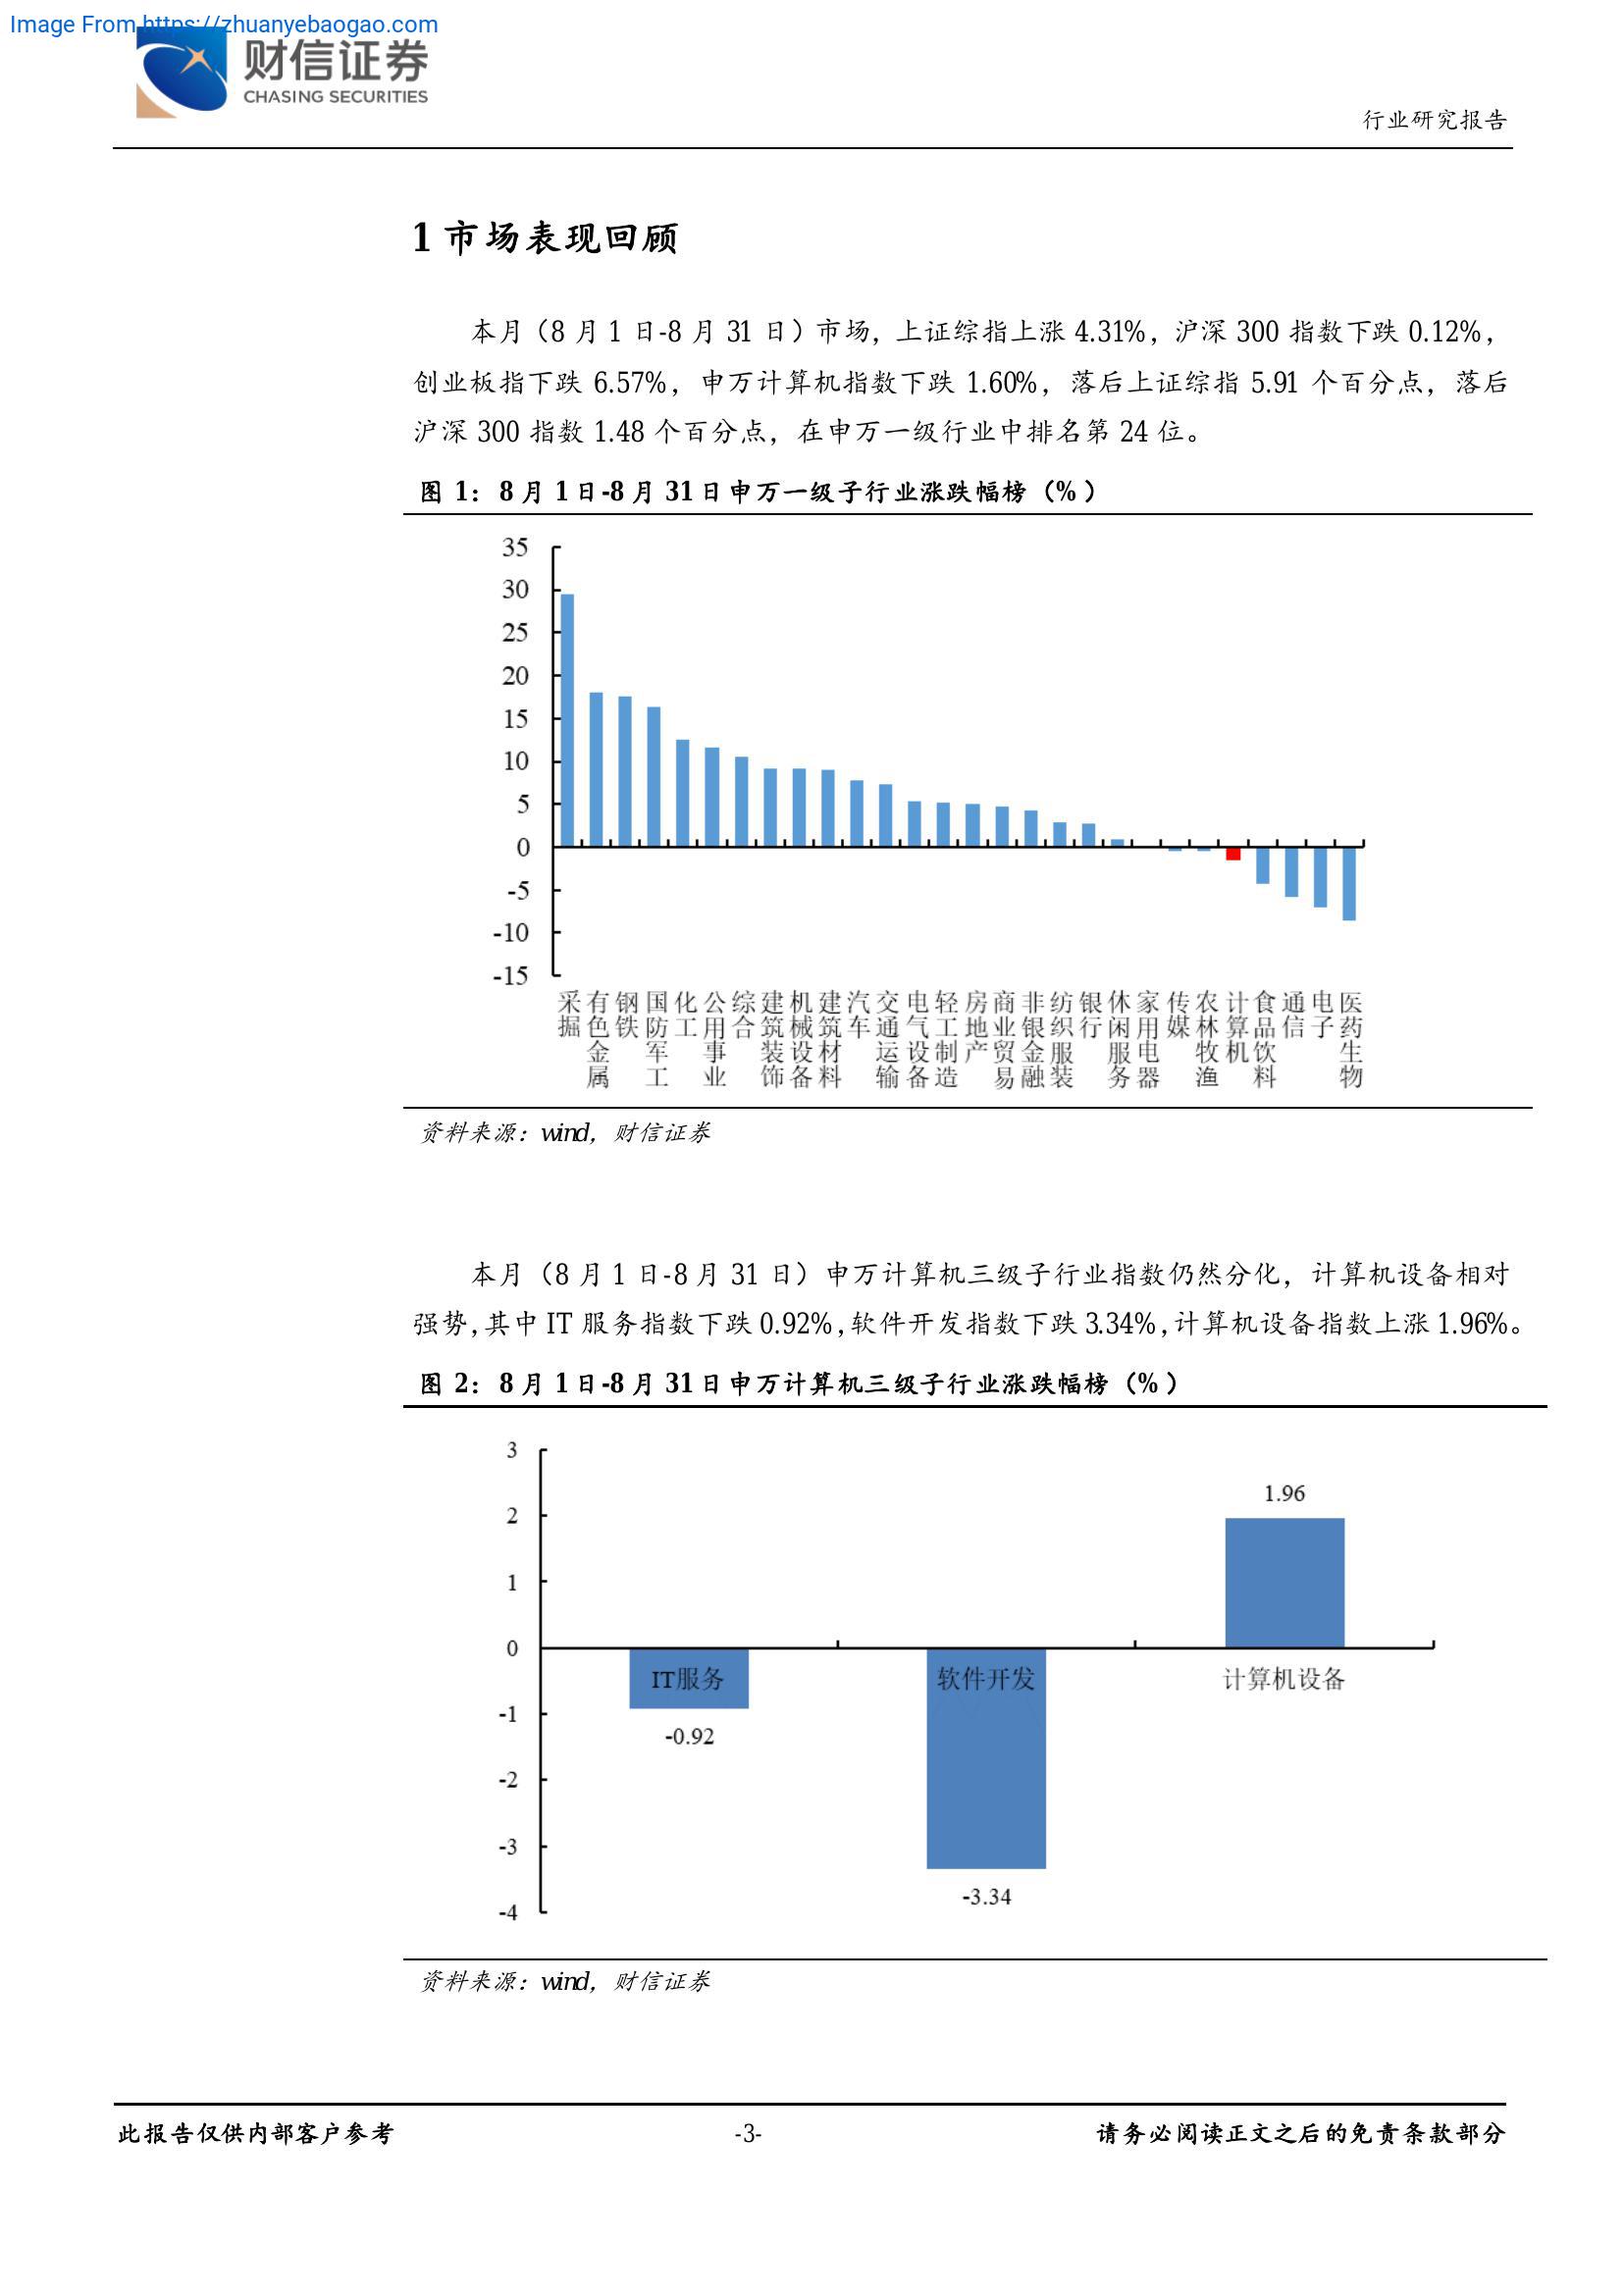 Image From https://zhuanyebaogao.com
财信证券
CHASING SECURITIES
行业研究报告
1 市场表现回顾
本月（8 月 1 日-8 月 31 日）市场，上证综指上涨 4.31%，沪深 300 指数下跌 0.12%，
创业板指下跌 6.57%，申万计算机指数下跌 1.60%，落后上证综指 5.91 个百分点，落后
沪深 300 指数 1.48 个百分点，在申万一级行业中排名第 24 位。
图 1：8 月 1 日-8 月 31 日申万一级子行业涨跌幅榜（%）
35
30
25
20
15
10
5
0
-5
-10
-15
采掘
有色金属
钢铁
国防军工
化工
公用事业
综合
建筑装饰
机械设备
建筑材料
汽车
交通运输
电气设备
轻工制造
房地产
商业贸易
非银金融
纺织服装
银行
休闲服务
家用电器
传媒
农林牧渔
计算机
食品饮料
通信
电子
医药生物
资料来源：wind，财信证券
本月（8 月 1 日-8 月 31 日）申万计算机三级子行业指数仍然分化，计算机设备相对
强势，其中 IT 服务指数下跌 0.92%，软件开发指数下跌 3.34%，计算机设备指数上涨 1.96%。
图 2：8 月 1 日-8 月 31 日申万计算机三级子行业涨跌幅榜（%）
3
2
1
0
-1
-2
-3
-4
IT服务
-0.92
软件开发
-3.34
1.96
计算机设备
资料来源：wind，财信证券
此报告仅供内部客户参考
-3-
请务必阅读正文之后的免责条款部分